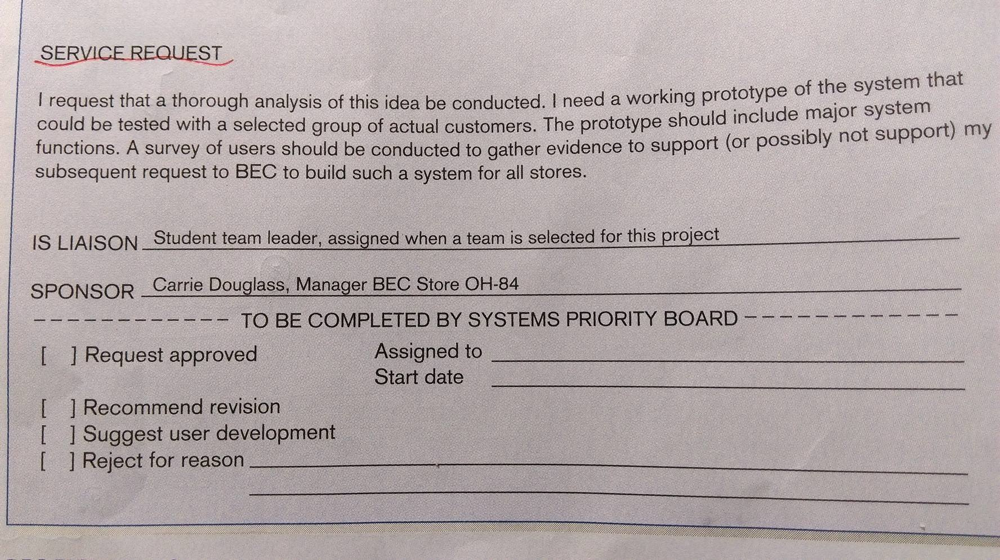 SERVICE REQUEST
I request that a thorough analysis of this idea be conducted. I need a working prototype of the system that
could be tested with a selected group of actual customers. The prototype should include major system
functions. A survey of users should be conducted to gather evidence to support (or possibly not support) my
subsequent request to BEC to build such a system for all stores.
IS LIAISON Student team leader, assigned when a team is selected for this project
SPONSOR Carrie Douglass, Manager BEC Store OH-84
------------ TO BE COMPLETED BY SYSTEMS PRIORITY BOARD -------------
[ ] Request approved Assigned to
Start date
[ ] Recommend revision
[ ] Suggest user development
[ ] Reject for reason